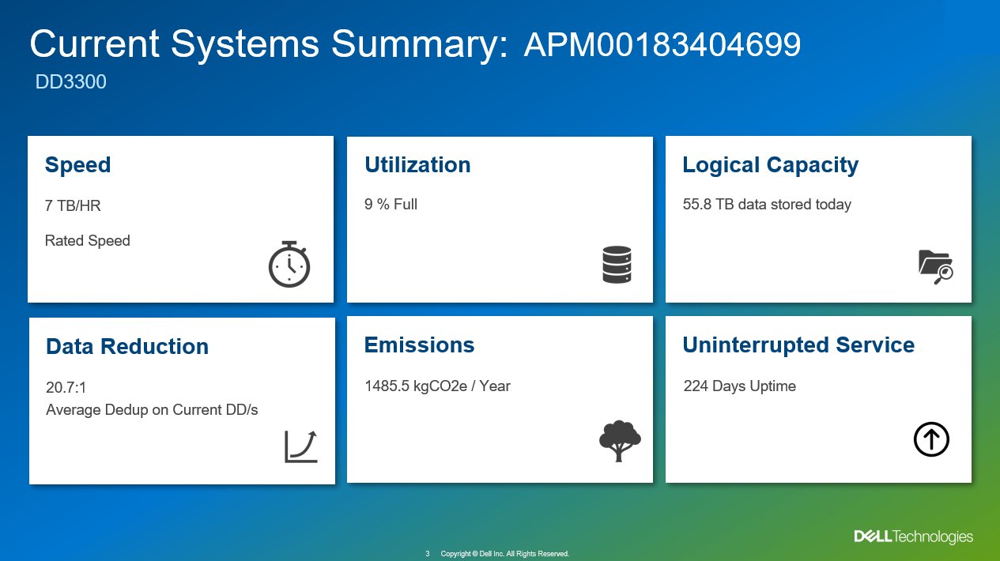 Current Systems Summary: APM00183404699
DD3300
Speed
7 TB/HR
Rated Speed
Utilization
9 % Full
Logical Capacity
55.8 TB data stored today
Data Reduction
20.7:1
Average Dedup on Current DD/s
Emissions
1485.5 kgCO2e / Year
Uninterrupted Service
224 Days Uptime
DELLTechnologies
3 Copyright © Dell Inc. All Rights Reserved.